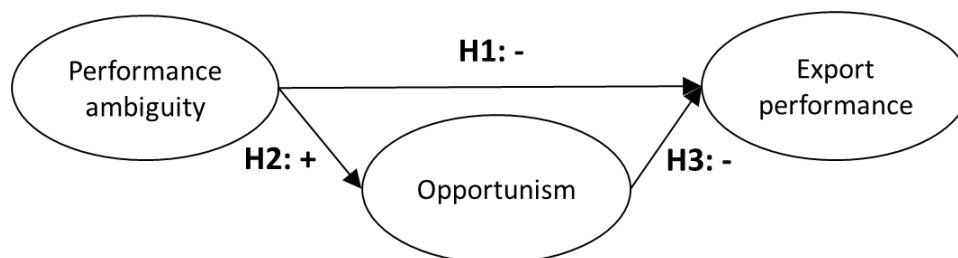 Performance
ambiguity
H1: -
Export
performance
H2: +
Opportunism
H3: -